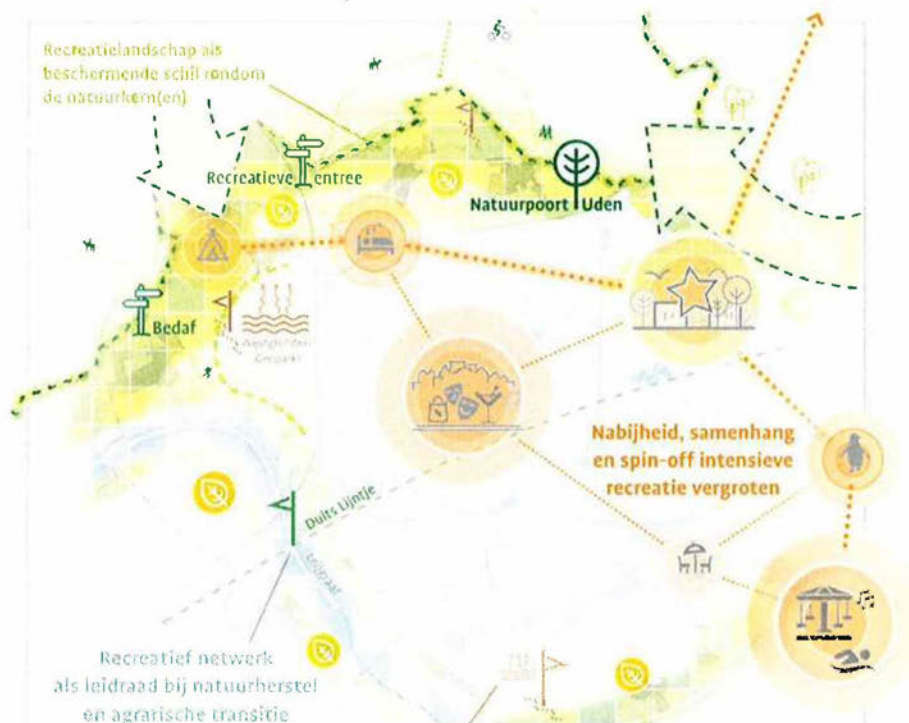 Recreatielandschap als
beschermende schil rondom
de natuurkern(en)
Recreatieve entree
Natuurpoort Uden
Bedaf
Nabijheid, samenhang
en spin-off intensieve
recreatie vergroten
Duits Lijntje
Leijgraaf
Recreatief netwerk
als leidraad bij natuurherstel
en agrarische transitie